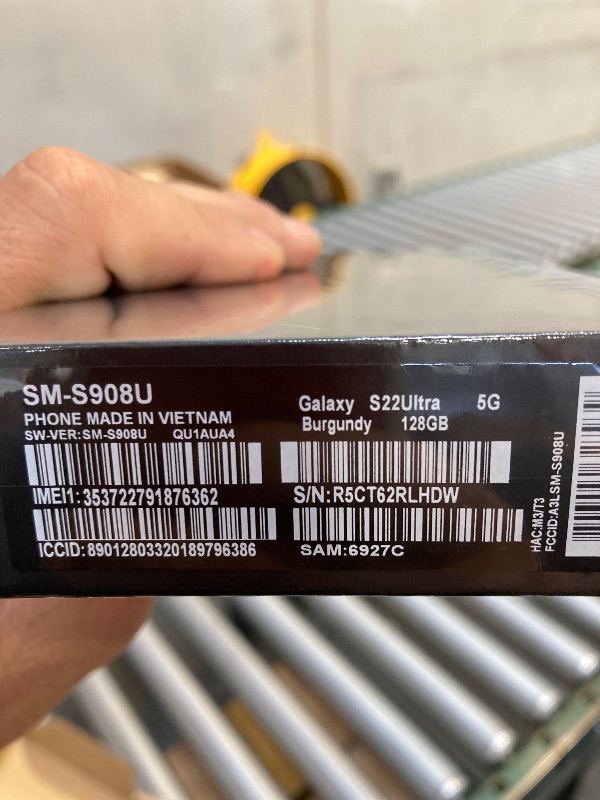 SM-S908U
PHONE MADE IN VIETNAM
SW-VER:SM-S908U QU1AUA4
IMEI1:353722791876362
ICCID:89012803320189796386
Galaxy S22Ultra 5G
Burgundy 128GB
S/N:R5CT62RLHDW
SAM:6927C
HAC:M3/T3
FCCID:A3LSM-S908U